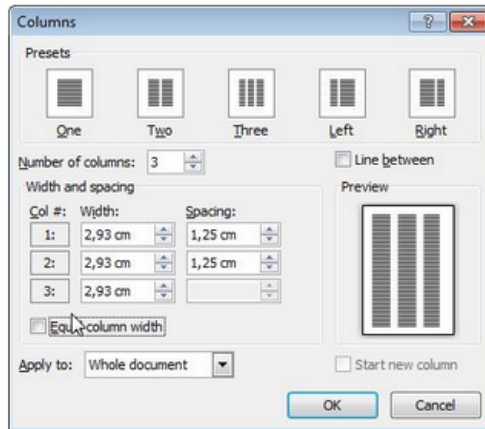 Columns
Presets
One Two Three Left Right
Number of columns: 3 Line between
Width and spacing Preview
Col #: Width: Spacing:
1: 2,93 cm 1,25 cm
2: 2,93 cm 1,25 cm
3: 2,93 cm
Equal column width
Apply to: Whole document Start new column
OK Cancel